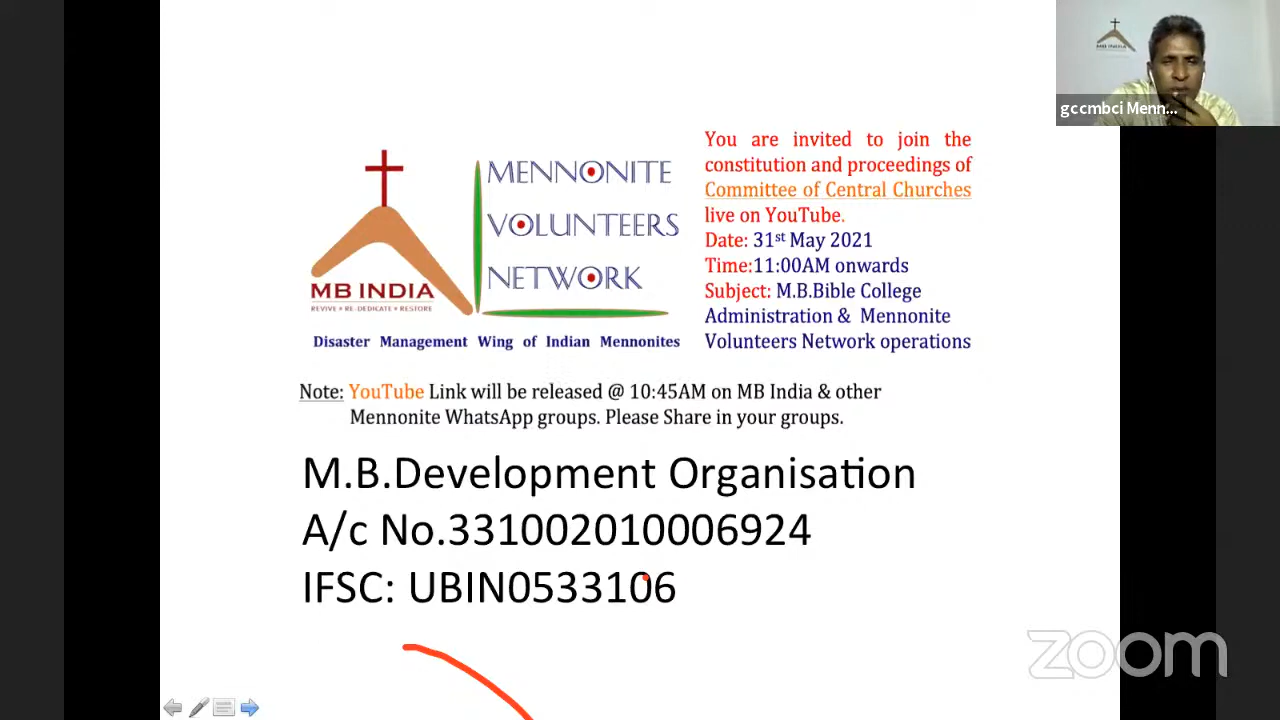 gccmbci Menn...
You are invited to join the
constitution and proceedings of
Committee of Central Churches
live on YouTube.
Date: 31st May 2021
Time:11:00AM onwards
Subject: M.B.Bible College
Administration & Mennonite
Volunteers Network operations
MENNONITE
VOLUNTEERS
NETWORK
MB INDIA
REVIVE • RE-DEDICATE • RESTORE
Disaster Management Wing of Indian Mennonites
Note: YouTube Link will be released @ 10:45AM on MB India & other
Mennonite WhatsApp groups. Please Share in your groups.
M.B.Development Organisation
A/c No.331002010006924
IFSC: UBIN0533106
zoom